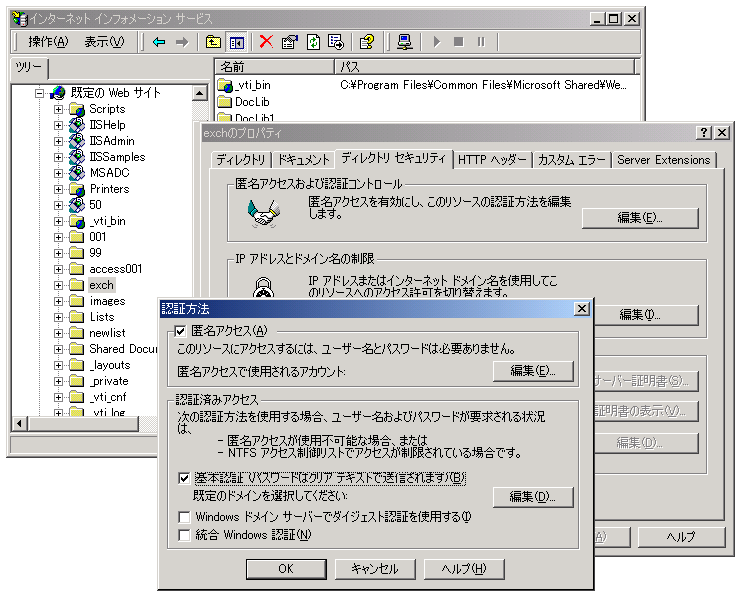 インターネット インフォメーション サービス
操作(A) 表示(V)
ツリー
名前 パス
既定の Web サイト
Scripts
IISHelp
IISAdmin
IISSamples
MSADC
Printers
50
_vti_bin
001
99
access001
exch
images
Lists
newlist
Shared Docu
_layouts
_private
_vti_cnf
_vti_log
_vti_bin C:¥Program Files¥Common Files¥Microsoft Shared¥We...
DocLib
DocLib1
exchのプロパティ
ディレクトリ ドキュメント ディレクトリ セキュリティ HTTP ヘッダー カスタム エラー Server Extensions
匿名アクセスおよび認証コントロール
匿名アクセスを有効にし、このリソースの認証方法を編集
します。
編集(E)...
IP アドレスとドメイン名の制限
IP アドレスまたはインターネット ドメイン名を使用してこ
のリソースへのアクセス許可を切り替えます。
編集(I)...
サーバー証明書(S)...
証明書の表示(V)...
編集(D)...
A) ヘルプ
認証方法
匿名アクセス(A)
このリソースにアクセスするには、ユーザー名とパスワードは必要ありません。
匿名アクセスで使用されるアカウント: 編集(E)...
認証済みアクセス
次の認証方法を使用する場合、ユーザー名およびパスワードが要求される状況
は、
- 匿名アクセスが使用不可能な場合、または
- NTFS アクセス制御リストでアクセスが制限されている場合です。
基本認証 (パスワードはクリア テキストで送信されます)(B)
既定のドメインを選択してください: 編集(D)...
Windows ドメイン サーバーでダイジェスト認証を使用する(I)
統合 Windows 認証(N)
OK キャンセル ヘルプ(H)